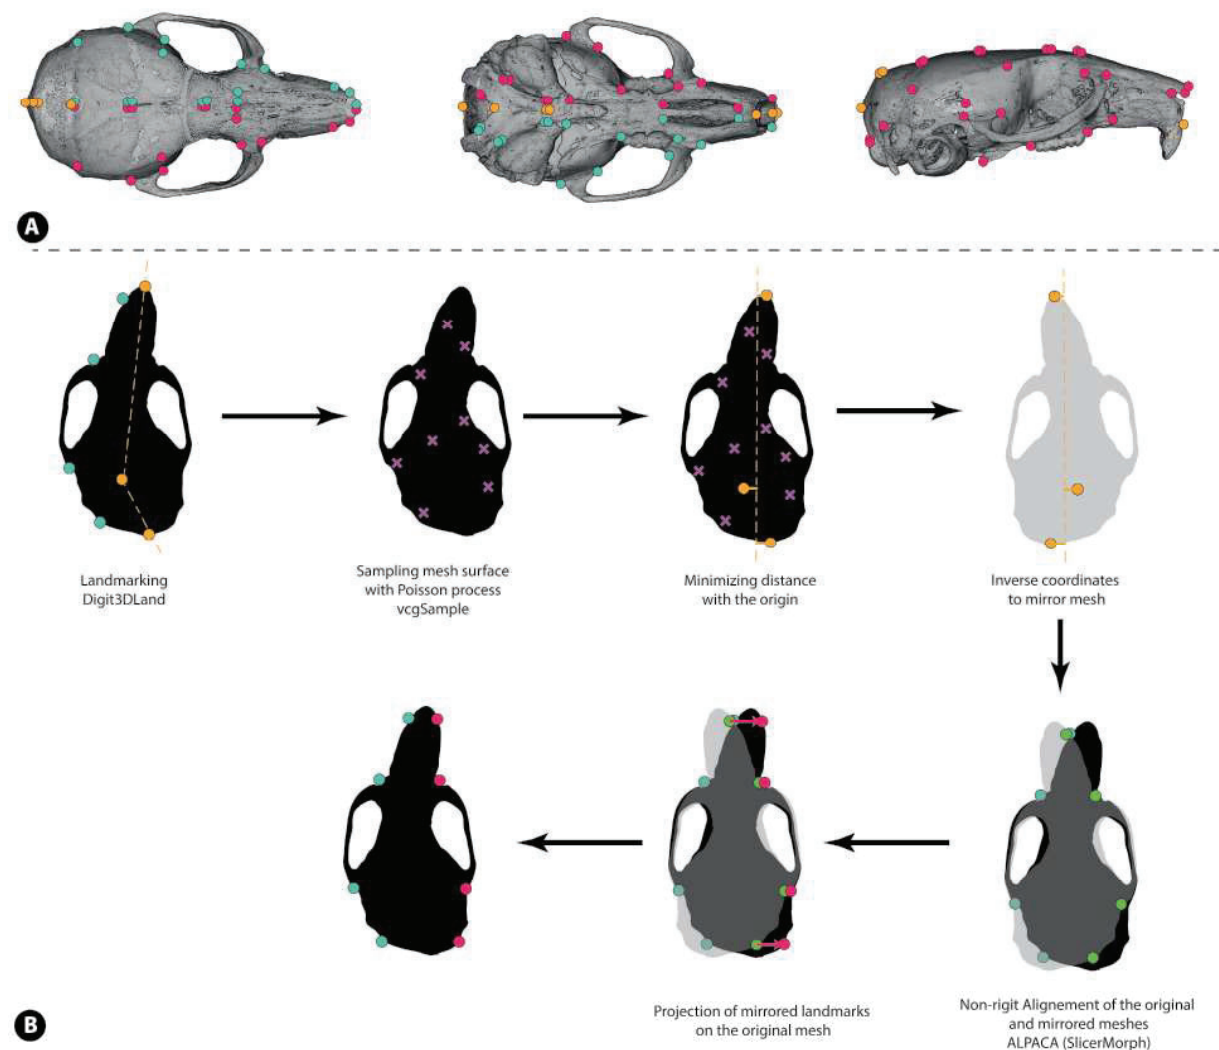 A
Landmarking
Digit3DLand
Sampling mesh surface
with Poisson process
vcgSample
Minimizing distance
with the origin
Inverse coordinates
to mirror mesh
Projection of mirrored landmarks
on the original mesh
Non-rigit Alignement of the original
and mirrored meshes
ALPACA (SlicerMorph)
B